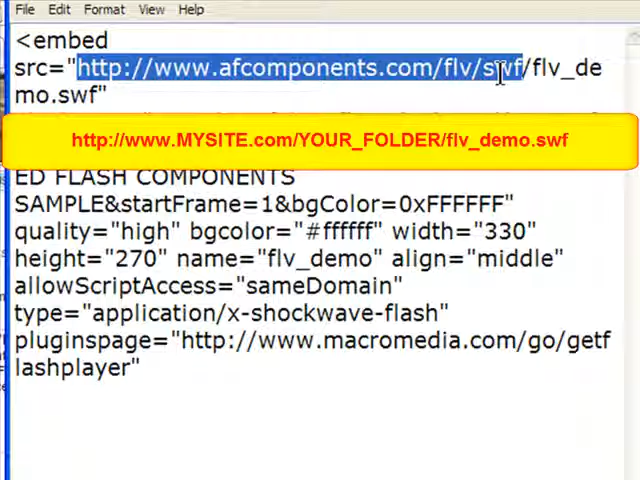 File Edit Format View Help
<embed
src="http://www.afcomponents.com/flv/swf/flv_de
mo.swf"
http://www.MYSITE.com/YOUR_FOLDER/flv_demo.swf
ED FLASH COMPONENTS
SAMPLE&startFrame=1&bgColor=0xFFFFFF"
quality="high" bgcolor="#ffffff" width="330"
height="270" name="flv_demo" align="middle"
allowScriptAccess="sameDomain"
type="application/x-shockwave-flash"
pluginspage="http://www.macromedia.com/go/getf
lashplayer"